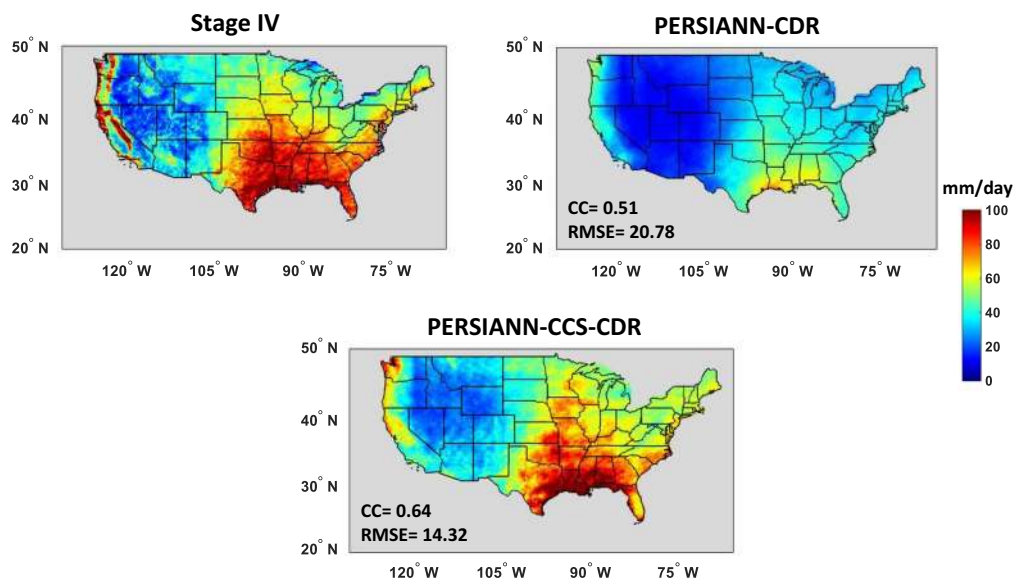 Stage IV
50° N
40° N
30° N
20° N
120° W
105° W
90° W
75° W
PERSIANN-CDR
50° N
40° N
30° N
20° N
CC= 0.51
RMSE= 20.78
120° W
105° W
90° W
75° W
mm/day
100
80
60
40
20
0
PERSIANN-CCS-CDR
50° N
40° N
30° N
20° N
CC= 0.64
RMSE= 14.32
120° W
105° W
90° W
75° W